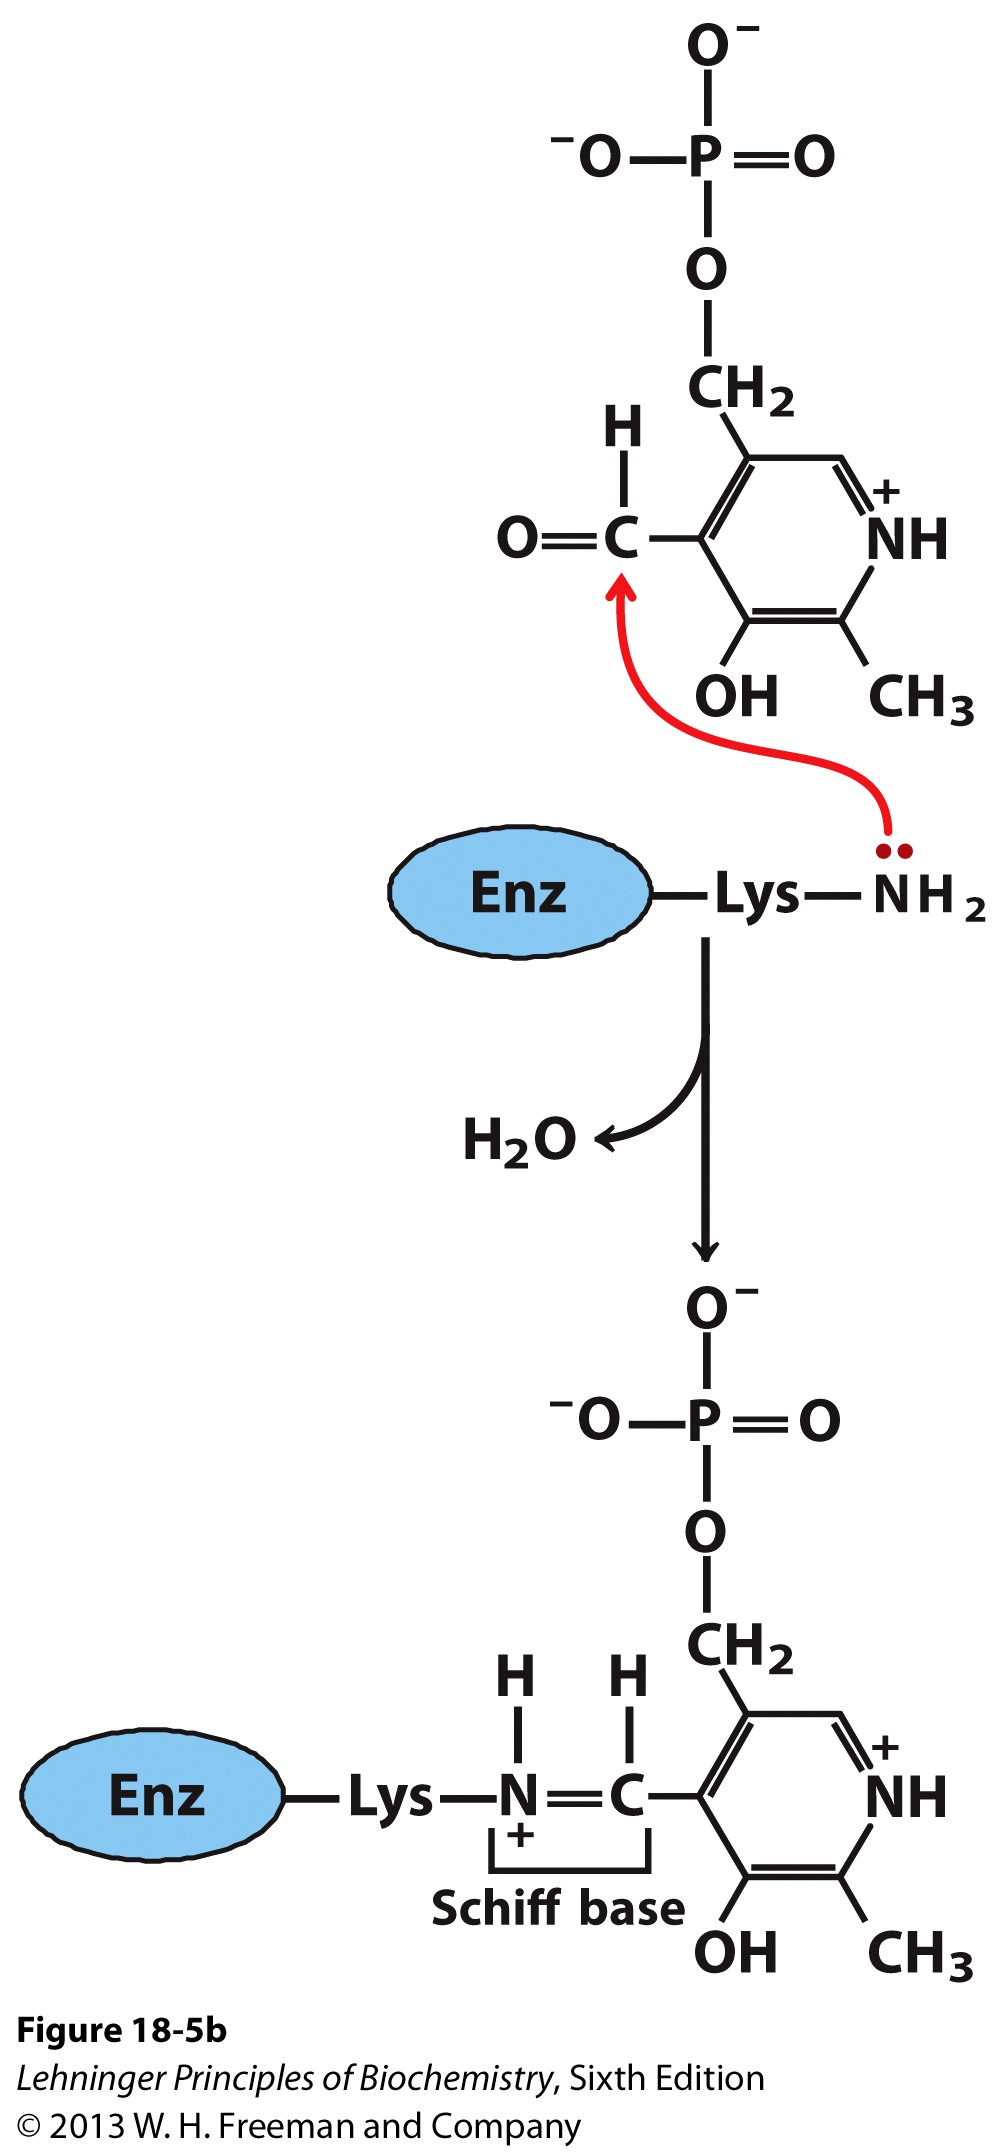 O⁻
⁻O—P=O
O
CH₂
H
O=C
+
NH
OH
CH₃
Enz—Lys—NH₂
H₂O
O⁻
⁻O—P=O
O
CH₂
H H
+
Enz—Lys—N=C
NH
+
Schiff base
OH
CH₃
Figure 18-5b
Lehninger Principles of Biochemistry, Sixth Edition
© 2013 W. H. Freeman and Company